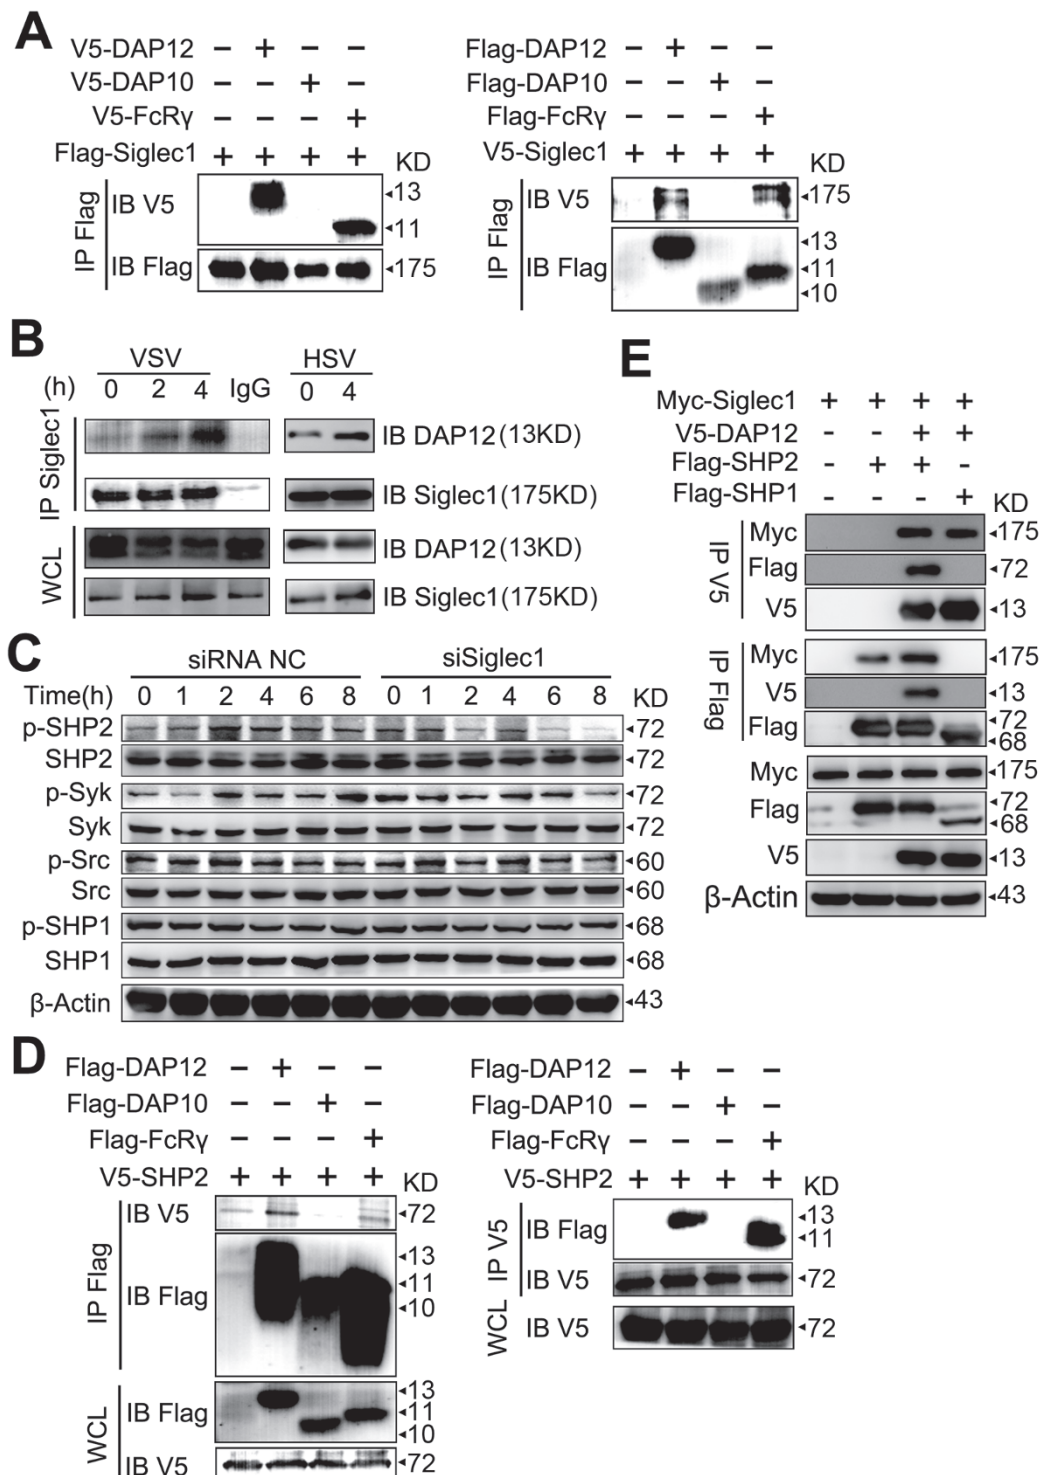 A
V5-DAP12 − + − −
V5-DAP10 − − + −
V5-FcRγ − − − +
Flag-Siglec1 + + + + KD
IP Flag
IB V5 ◂13
◂11
IB Flag ◂175
Flag-DAP12 − + − −
Flag-DAP10 − − + −
Flag-FcRγ − − − +
V5-Siglec1 + + + + KD
IP Flag
IB V5 ◂175
IB Flag ◂13
◂11
◂10
B
VSV HSV
(h) 0 2 4 IgG 0 4
IP Siglec1
IB DAP12 (13KD)
IB Siglec1 (175KD)
WCL
IB DAP12 (13KD)
IB Siglec1 (175KD)
C
siRNA NC siSiglec1
Time(h) 0 1 2 4 6 8 0 1 2 4 6 8 KD
p-SHP2 ◂72
SHP2 ◂72
p-Syk ◂72
Syk ◂72
p-Src ◂60
Src ◂60
p-SHP1 ◂68
SHP1 ◂68
β-Actin ◂43
E
Myc-Siglec1 + + + +
V5-DAP12 − − + +
Flag-SHP2 − + + −
Flag-SHP1 − − − + KD
IP V5
Myc ◂175
Flag ◂72
V5 ◂13
IP Flag
Myc ◂175
V5 ◂13
Flag ◂72
◂68
Myc ◂175
Flag ◂72
◂68
V5 ◂13
β-Actin ◂43
D
Flag-DAP12 − + − −
Flag-DAP10 − − + −
Flag-FcRγ − − − +
V5-SHP2 + + + + KD
IP Flag
IB V5 ◂72
IB Flag ◂13
◂11
◂10
WCL
IB Flag ◂13
◂11
◂10
IB V5 ◂72
Flag-DAP12 − + − −
Flag-DAP10 − − + −
Flag-FcRγ − − − +
V5-SHP2 + + + + KD
IP V5
IB Flag ◂13
◂11
IB V5 ◂72
WCL
IB V5 ◂72